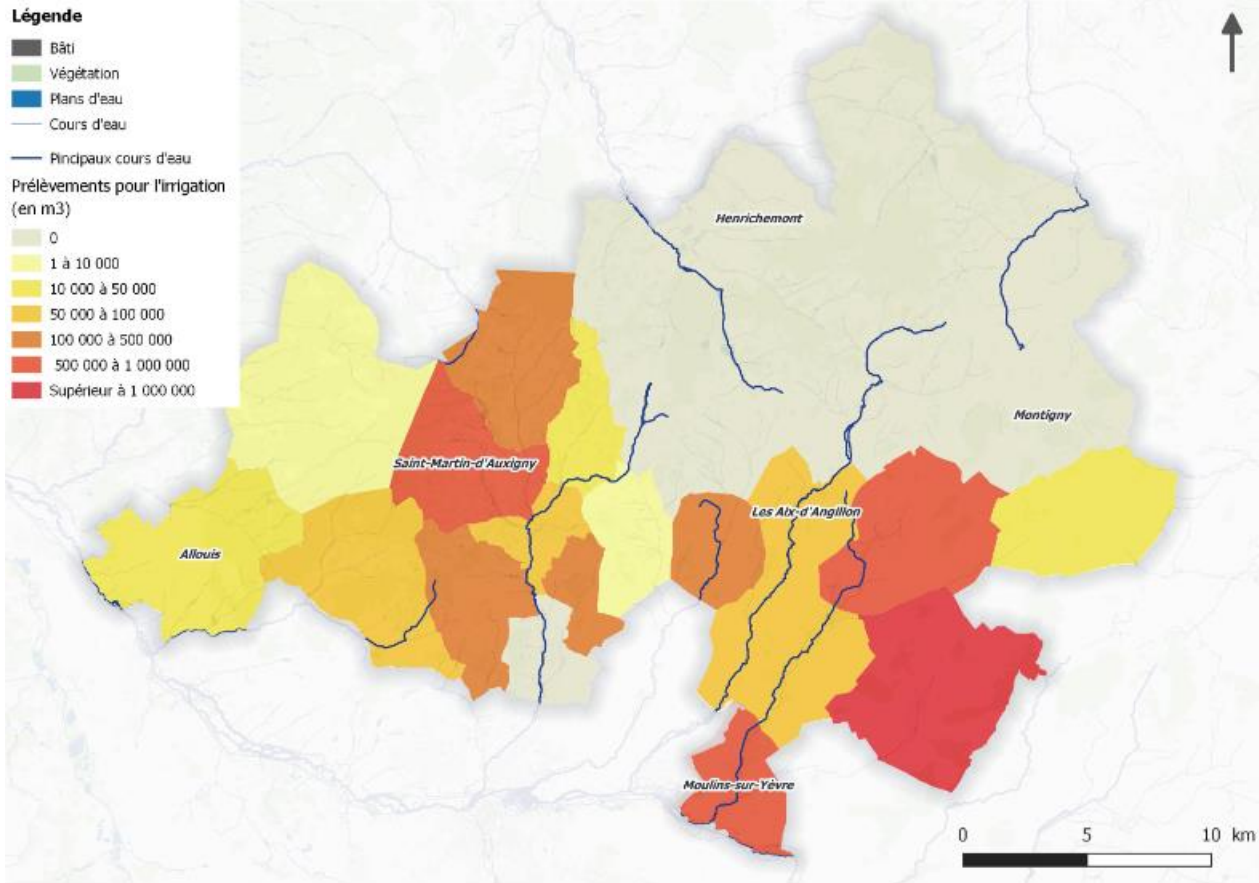 Légende
Bâti
Végétation
Plans d'eau
Cours d'eau
Pincipaux cours d'eau
Prélèvements pour l'irrigation
(en m3)
0
1 à 10 000
10 000 à 50 000
50 000 à 100 000
100 000 à 500 000
500 000 à 1 000 000
Supérieur à 1 000 000
Henrichemont
Montigny
Saint-Martin-d'Auxigny
Les Aix-d'Angillon
Allouis
Moulins-sur-Yèvre
0 5 10 km